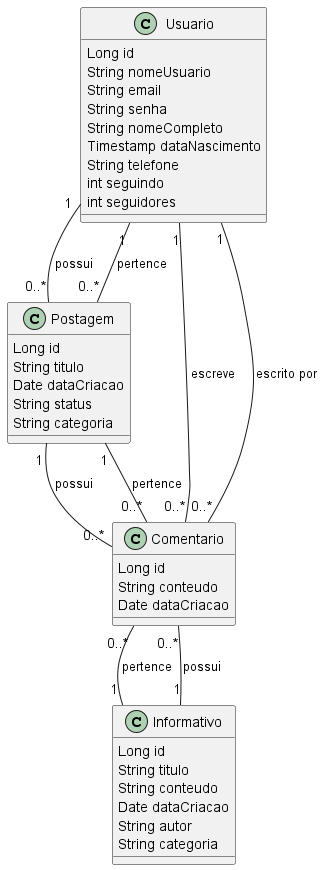 C Usuario
Long id
String nomeUsuario
String email
String senha
String nomeCompleto
Timestamp dataNascimento
String telefone
int seguindo
int seguidores
1 1 1 1
possui pertence
0..* 0..*
C Postagem
Long id
String titulo
Date dataCriacao
String status
String categoria
escreve escrito por
1 1
possui pertence
0..* 0..* 0..* 0..*
C Comentario
Long id
String conteudo
Date dataCriacao
0..* 0..*
pertence possui
1 1
C Informativo
Long id
String titulo
String conteudo
Date dataCriacao
String autor
String categoria